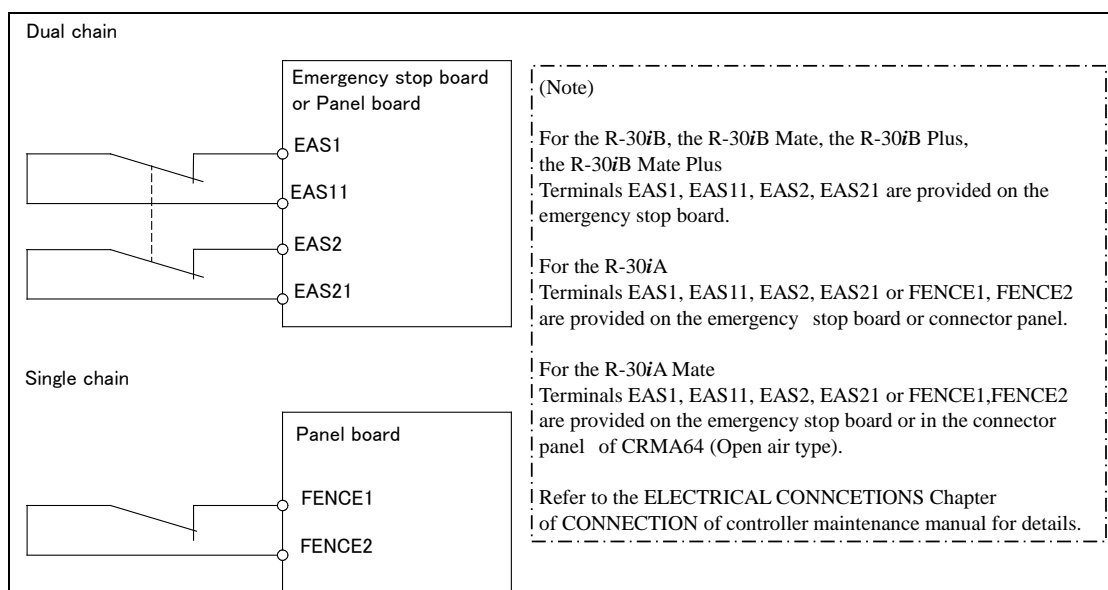 Dual chain
Emergency stop board
or Panel board
EAS1
EAS11
EAS2
EAS21
Single chain
Panel board
FENCE1
FENCE2
(Note)
For the R-30iB, the R-30iB Mate, the R-30iB Plus,
the R-30iB Mate Plus
Terminals EAS1, EAS11, EAS2, EAS21 are provided on the
emergency stop board.
For the R-30iA
Terminals EAS1, EAS11, EAS2, EAS21 or FENCE1, FENCE2
are provided on the emergency stop board or connector panel.
For the R-30iA Mate
Terminals EAS1, EAS11, EAS2, EAS21 or FENCE1,FENCE2
are provided on the emergency stop board or in the connector
panel of CRMA64 (Open air type).
Refer to the ELECTRICAL CONNCETIONS Chapter
of CONNECTION of controller maintenance manual for details.